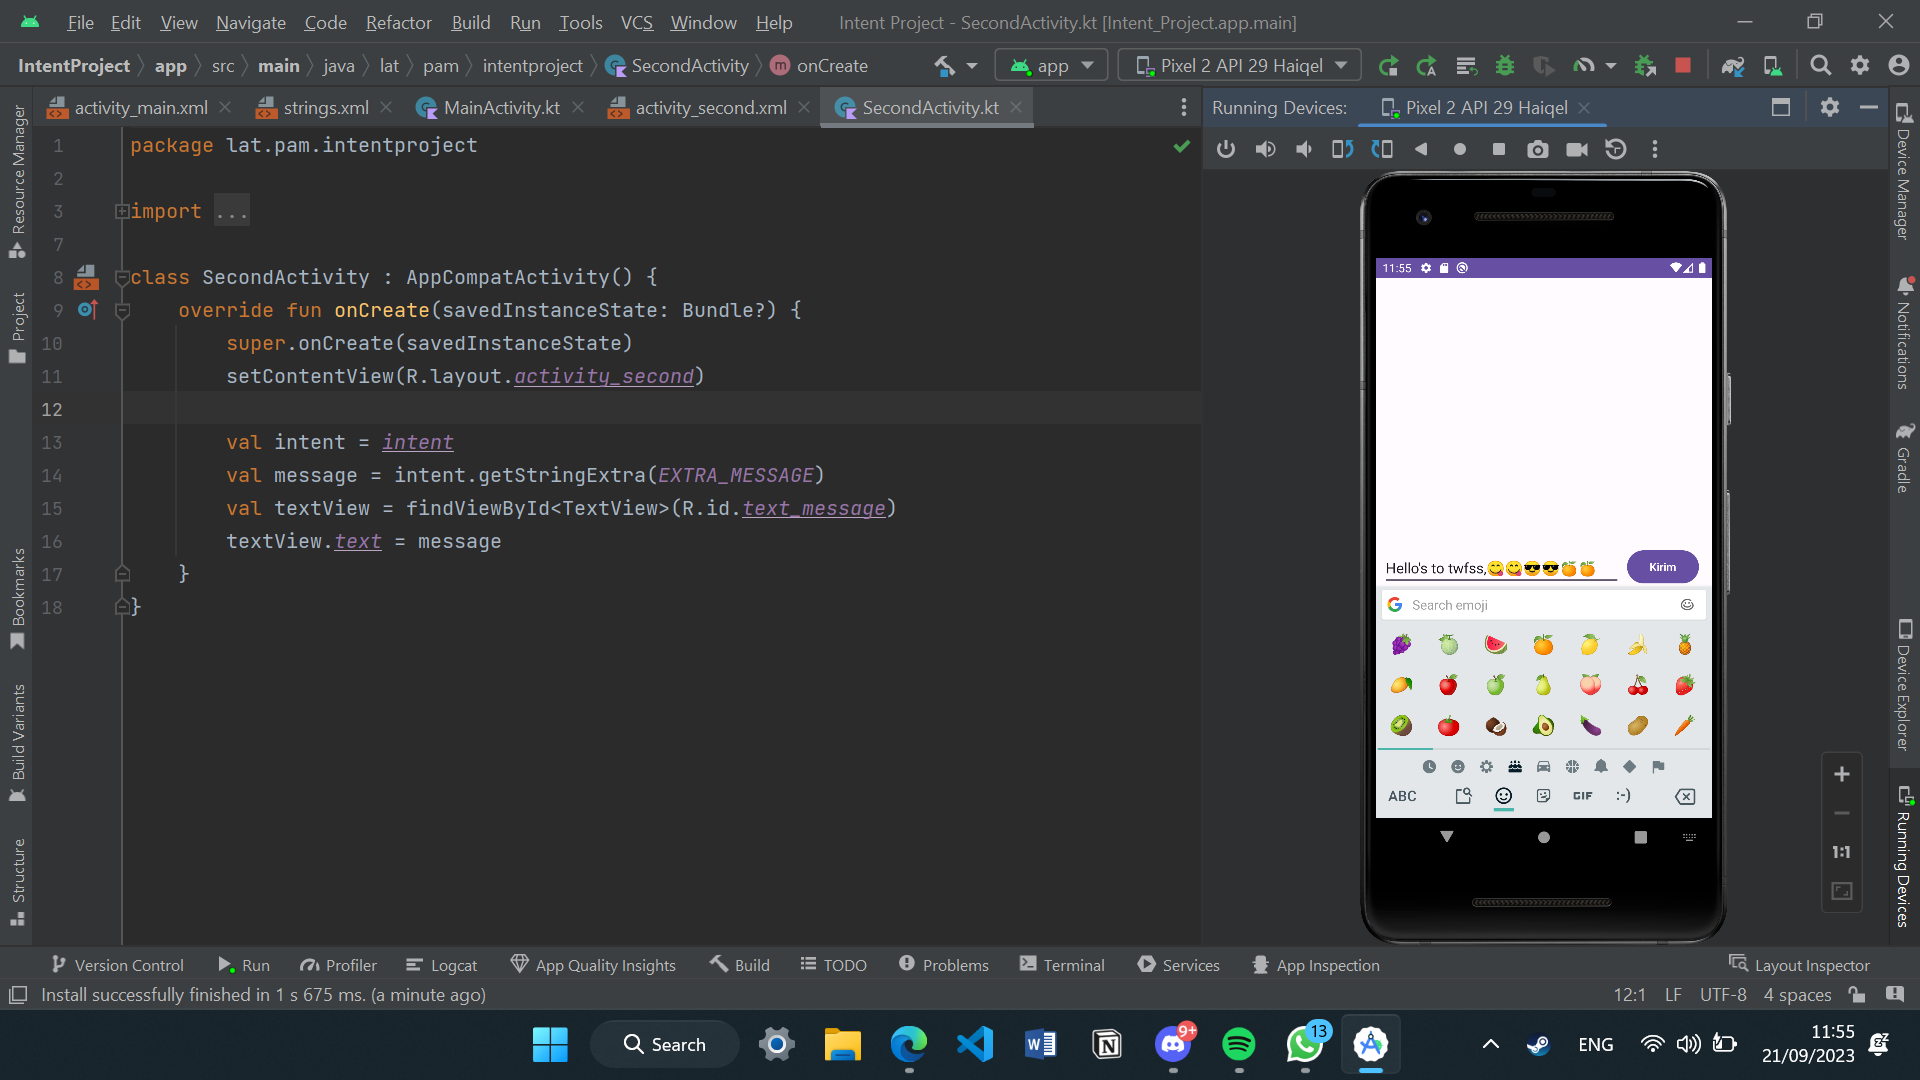 File Edit View Navigate Code Refactor Build Run Tools VCS Window Help Intent Project - SecondActivity.kt [Intent_Project.app.main]
IntentProject app src main java lat pam intentproject SecondActivity m onCreate app Pixel 2 API 29 Haiqel
activity_main.xml strings.xml MainActivity.kt activity_second.xml SecondActivity.kt Running Devices: Pixel 2 API 29 Haiqel
1 package lat.pam.intentproject
2
3 import ...
7
8 class SecondActivity : AppCompatActivity() {
9 override fun onCreate(savedInstanceState: Bundle?) {
10 super.onCreate(savedInstanceState)
11 setContentView(R.layout.activity_second)
12
13 val intent = intent
14 val message = intent.getStringExtra(EXTRA_MESSAGE)
15 val textView = findViewById<TextView>(R.id.text_message)
16 textView.text = message
17 }
18 }
Resource Manager
Project
Bookmarks
Build Variants
Structure
11:55
Hello's to twfss,😋😋😎😎🍊🍊 Kirim
Search emoji
ABC GIF :-)
1:1
Device Manager
Notifications
Gradle
Device Explorer
Running Devices
Version Control Run Profiler Logcat App Quality Insights Build TODO Problems Terminal Services App Inspection Layout Inspector
Install successfully finished in 1 s 675 ms. (a minute ago) 12:1 LF UTF-8 4 spaces
Search 9+ 13 ENG 11:55
21/09/2023